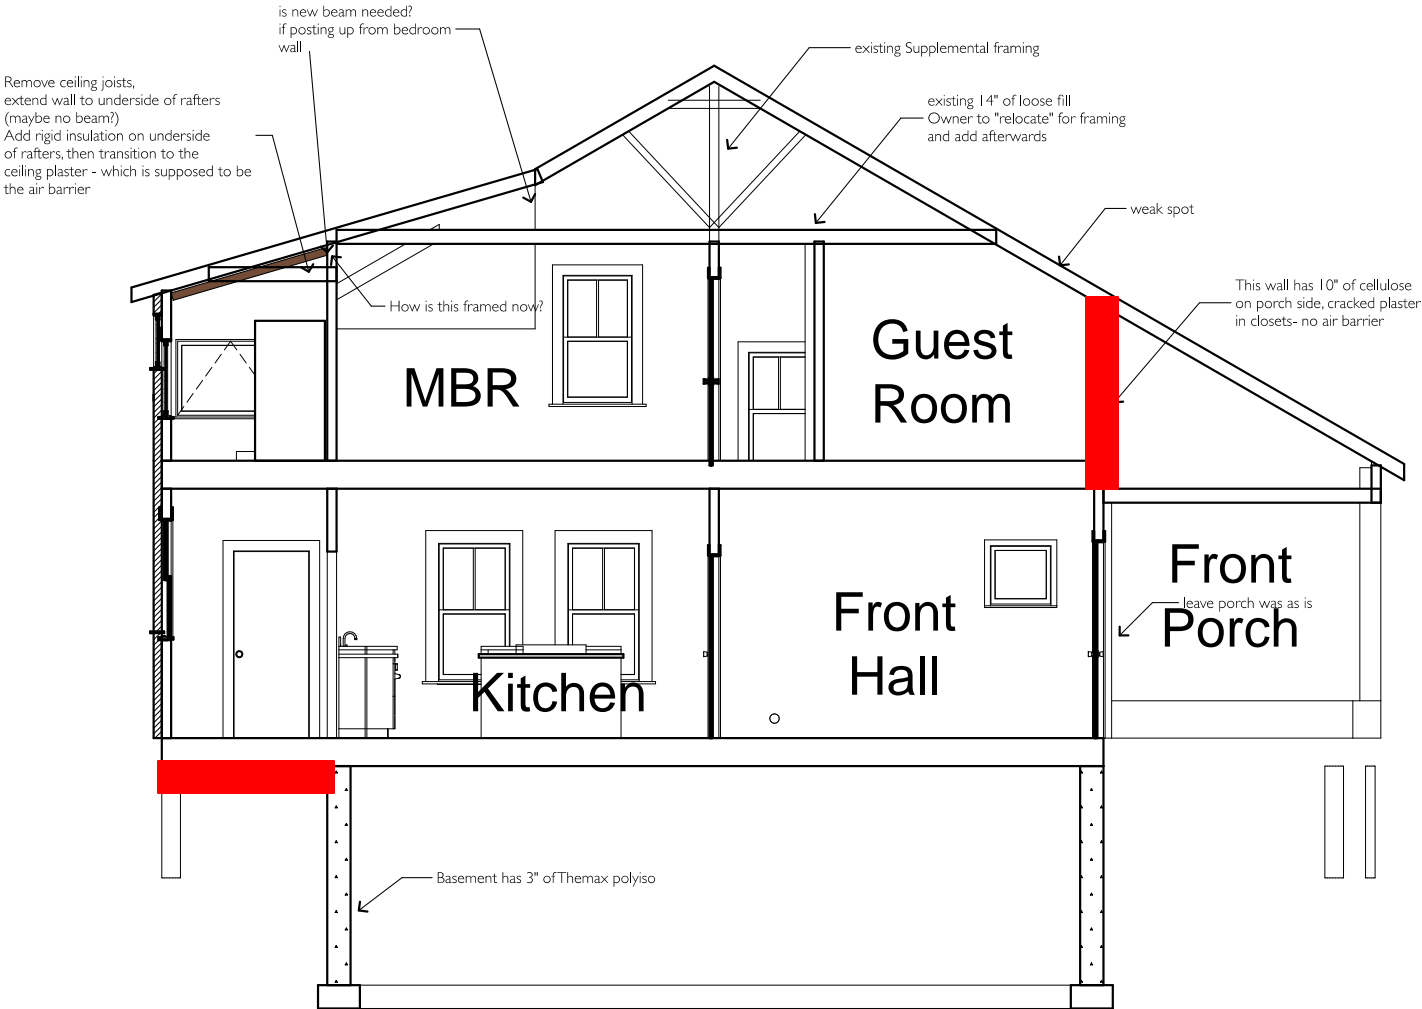 is new beam needed?
if posting up from bedroom
wall
existing Supplemental framing
Remove ceiling joists,
extend wall to underside of rafters
(maybe no beam?)
Add rigid insulation on underside
of rafters, then transition to the
ceiling plaster - which is supposed to be
the air barrier
existing 14" of loose fill
Owner to "relocate" for framing
and add afterwards
weak spot
This wall has 10" of cellulose
on porch side, cracked plaster
in closets- no air barrier
How is this framed now?
MBR
Guest
Room
Front
Hall
Front
Porch
leave porch was as is
Kitchen
Basement has 3" of Themax polyiso